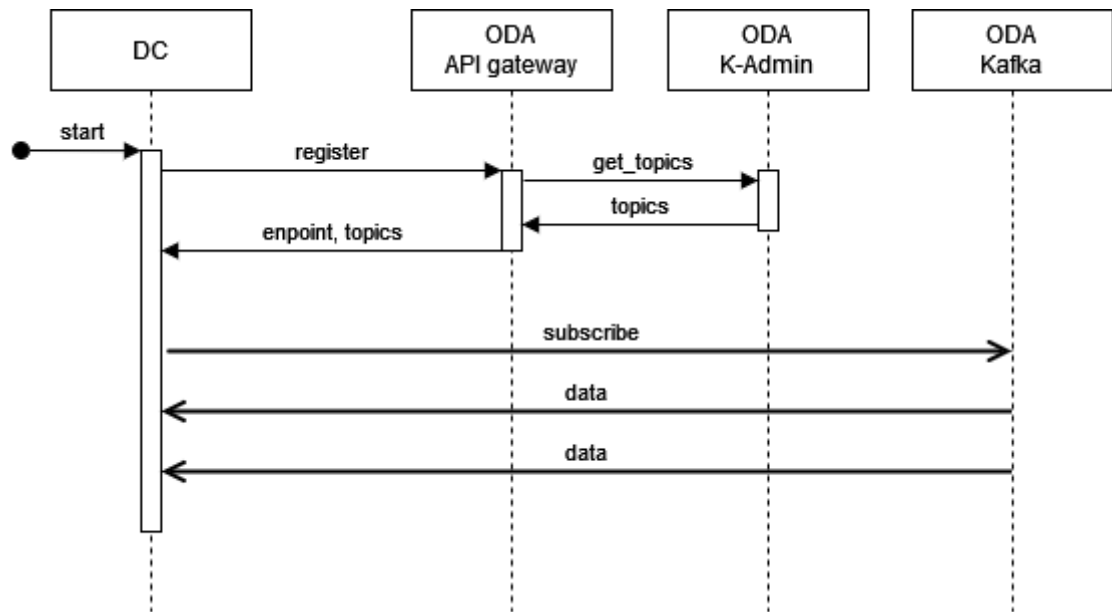 DC
ODA
API gateway
ODA
K-Admin
ODA
Kafka
start
register
get_topics
topics
enpoint, topics
subscribe
data
data